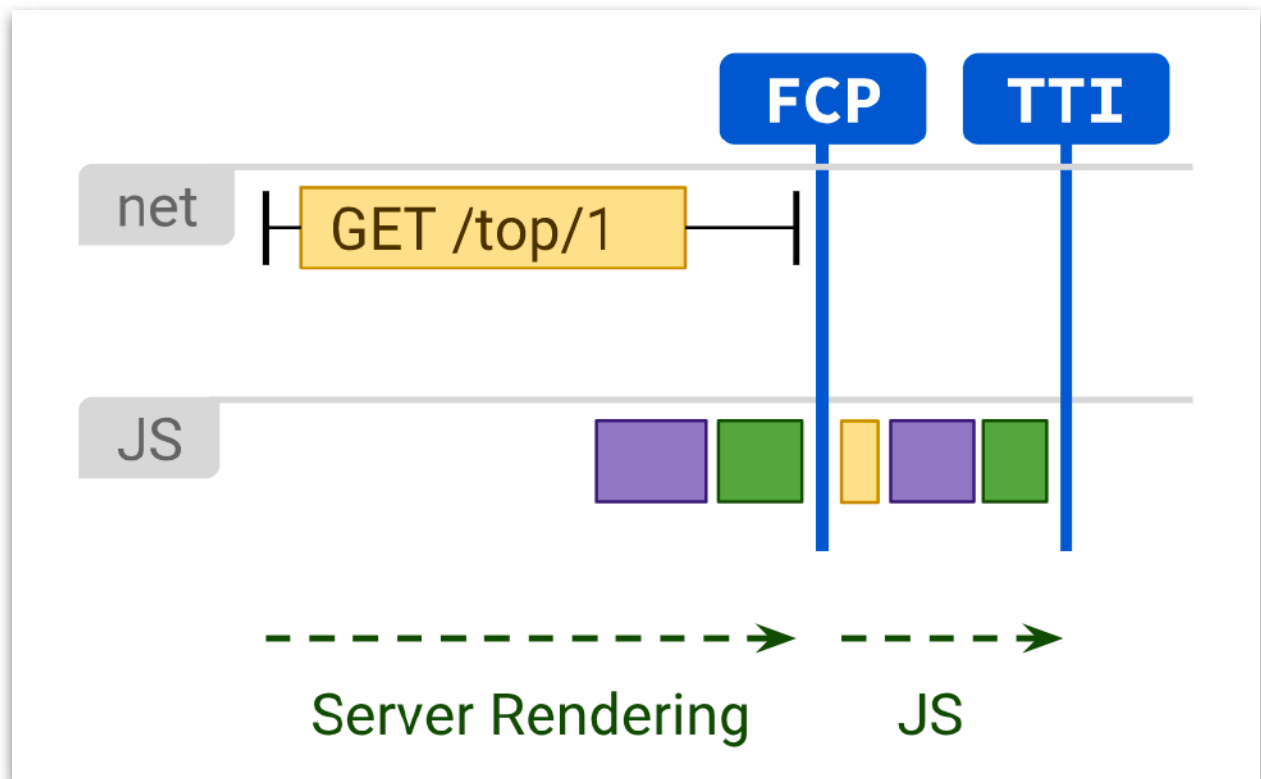 FCP
TTI
net
GET /top/1
JS
Server Rendering
JS